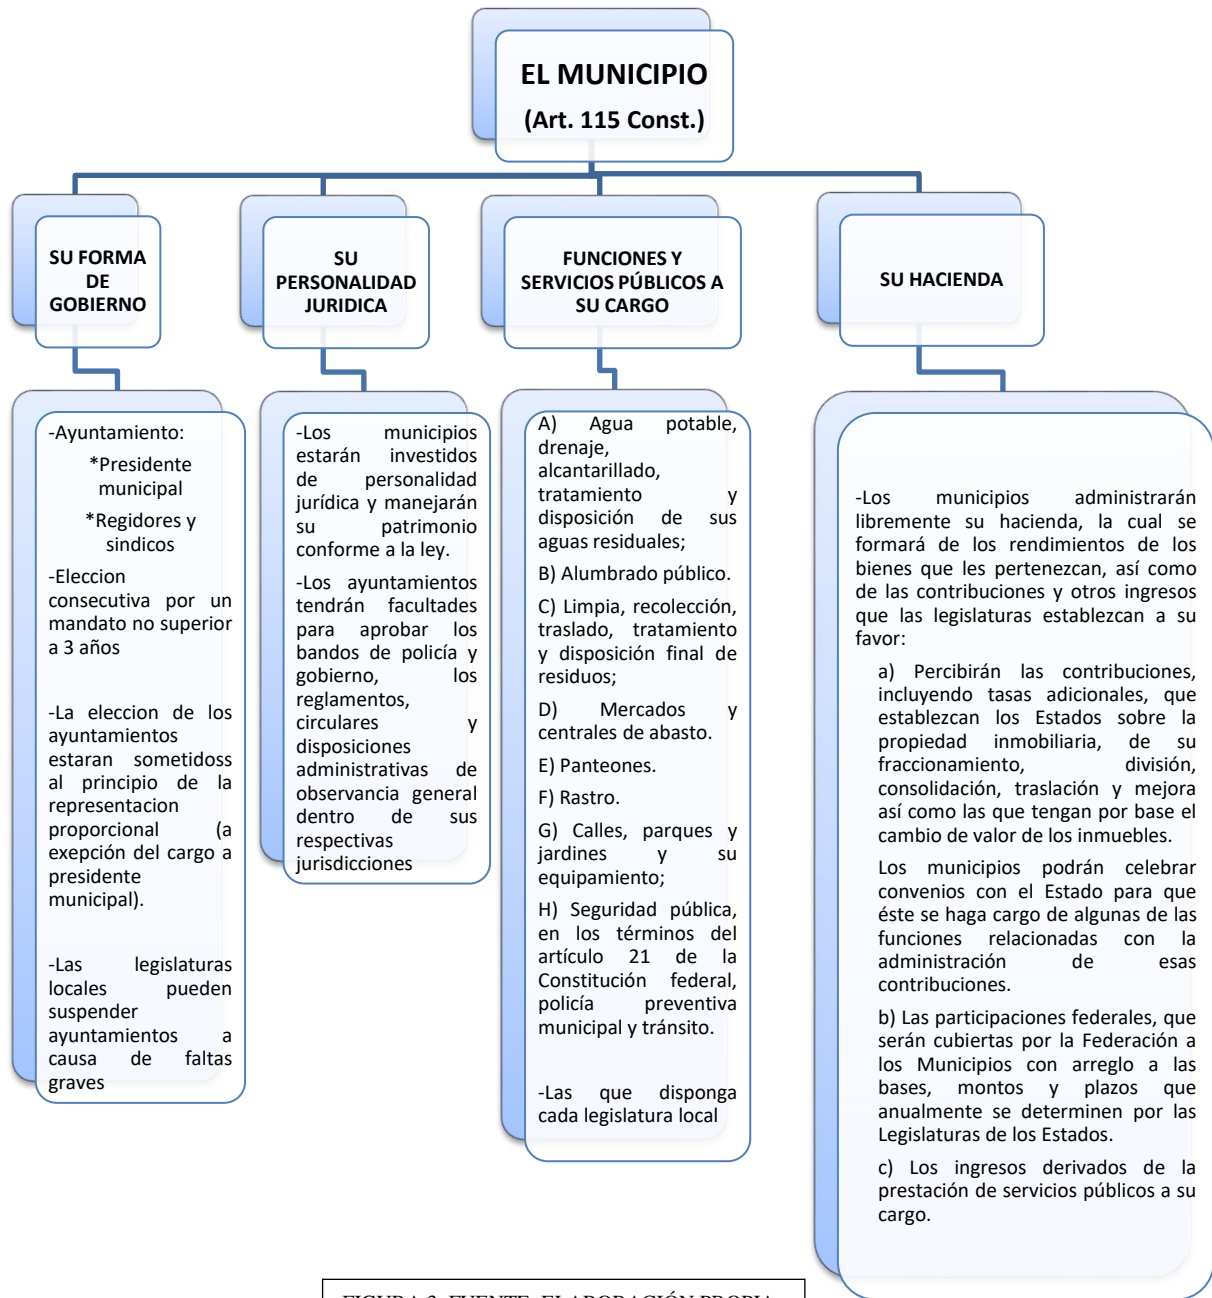 EL MUNICIPIO
(Art. 115 Const.)
SU FORMA
DE
GOBIERNO
SU
PERSONALIDAD
JURIDICA
FUNCIONES Y
SERVICIOS PÚBLICOS A
SU CARGO
SU HACIENDA
-Ayuntamiento:
*Presidente
municipal
*Regidores y
sindicos
-Eleccion
consecutiva por un
mandato no superior
a 3 años
-La eleccion de los
ayuntamientos
estaran sometidoss
al principio de la
representacion
proporcional (a
exepción del cargo a
presidente
municipal).
-Las legislaturas
locales pueden
suspender
ayuntamientos a
causa de faltas
graves
-Los municipios
estarán investidos
de personalidad
jurídica y manejarán
su patrimonio
conforme a la ley.
-Los ayuntamientos
tendrán facultades
para aprobar los
bandos de policía y
gobierno, los
reglamentos,
circulares y
disposiciones
administrativas de
observancia general
dentro de sus
respectivas
jurisdicciones
A) Agua potable,
drenaje,
alcantarillado,
tratamiento y
disposición de sus
aguas residuales;
B) Alumbrado público.
C) Limpia, recolección,
traslado, tratamiento
y disposición final de
residuos;
D) Mercados y
centrales de abasto.
E) Panteones.
F) Rastro.
G) Calles, parques y
jardines y su
equipamiento;
H) Seguridad pública,
en los términos del
artículo 21 de la
Constitución federal,
policía preventiva
municipal y tránsito.
-Las que disponga
cada legislatura local
-Los municipios administrarán
libremente su hacienda, la cual se
formará de los rendimientos de los
bienes que les pertenezcan, así como
de las contribuciones y otros ingresos
que las legislaturas establezcan a su
favor:
a) Percibirán las contribuciones,
incluyendo tasas adicionales, que
establezcan los Estados sobre la
propiedad inmobiliaria, de su
fraccionamiento, división,
consolidación, traslación y mejora
así como las que tengan por base el
cambio de valor de los inmuebles.
Los municipios podrán celebrar
convenios con el Estado para que
éste se haga cargo de algunas de las
funciones relacionadas con la
administración de esas
contribuciones.
b) Las participaciones federales, que
serán cubiertas por la Federación a
los Municipios con arreglo a las
bases, montos y plazos que
anualmente se determinen por las
Legislaturas de los Estados.
c) Los ingresos derivados de la
prestación de servicios públicos a su
cargo.
FIGURA 3. FUENTE: ELABORACIÓN PROPIA